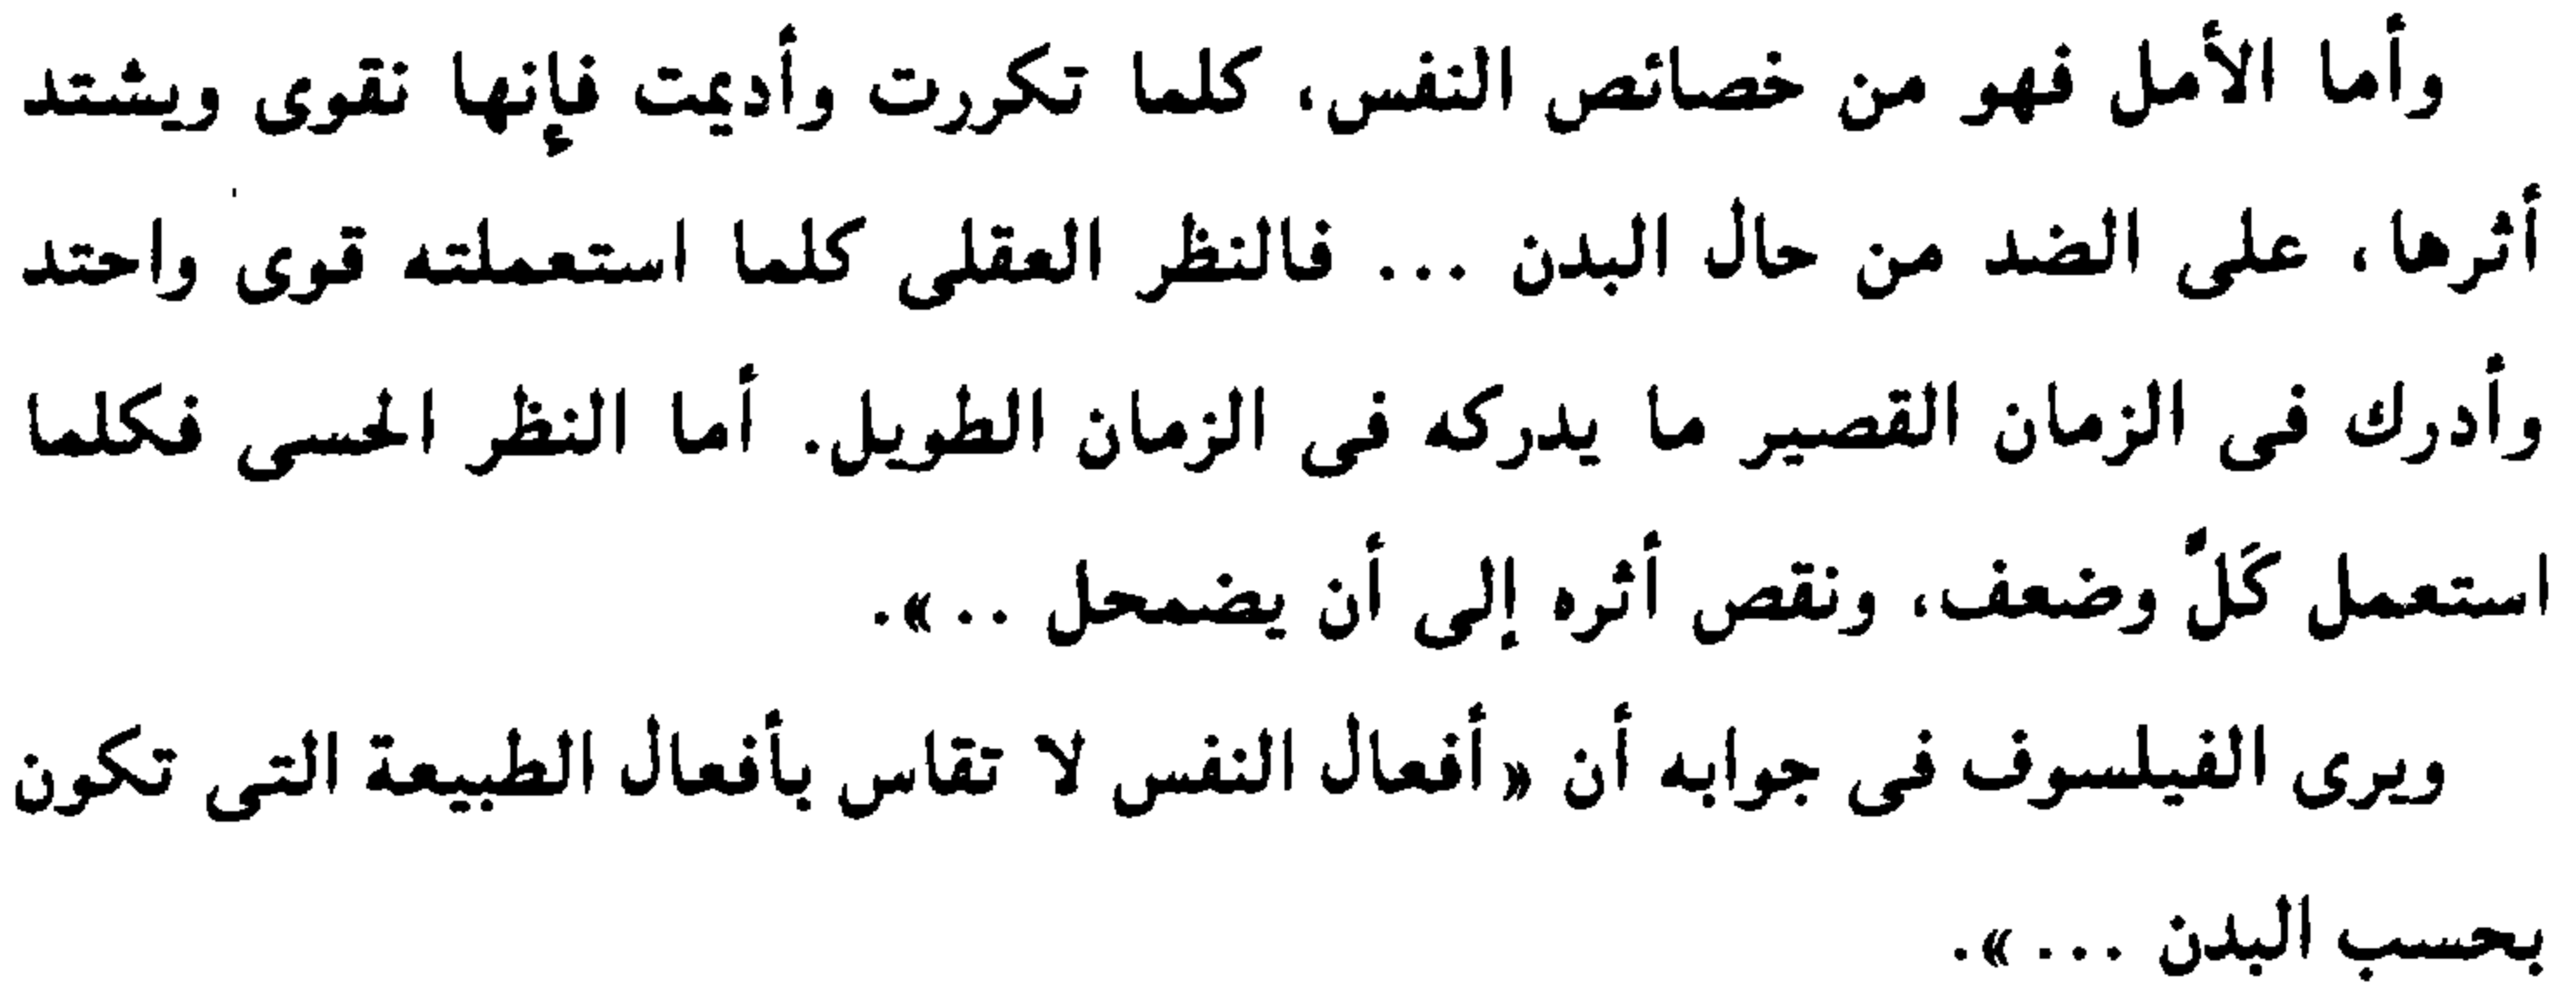 وأما الأمل فهو من خصائص النفس، كلما تكررت وأديمت فإنها نقوى ويشتد
أثرها، على الضد من حال البدن ... فالنظر العقلى كلما استعملته قوى واحتد
وأدرك فى الزمان القصير ما يدركه فى الزمان الطويل. أما النظر الحسى فكلما
استعمل كَلَّ وضعف، ونقص أثره إلى أن يضمحل ..».
ويرى الفيلسوف فى جوابه أن «أفعال النفس لا تقاس بأفعال الطبيعة التى تكون
بحسب البدن ...».